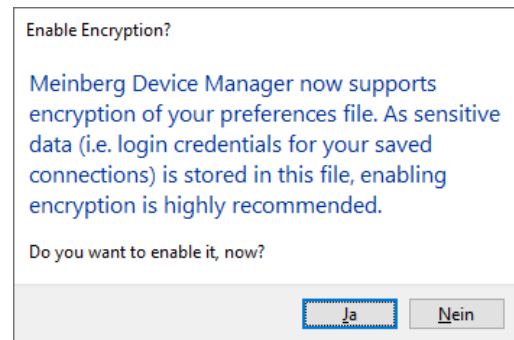 Enable Encryption?
Meinberg Device Manager now supports
encryption of your preferences file. As sensitive
data (i.e. login credentials for your saved
connections) is stored in this file, enabling
encryption is highly recommended.
Do you want to enable it, now?
Ja
Nein